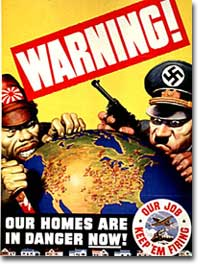 WARNING!
OUR HOMES ARE
IN DANGER NOW!
OUR JOB
KEEP 'EM FIRING